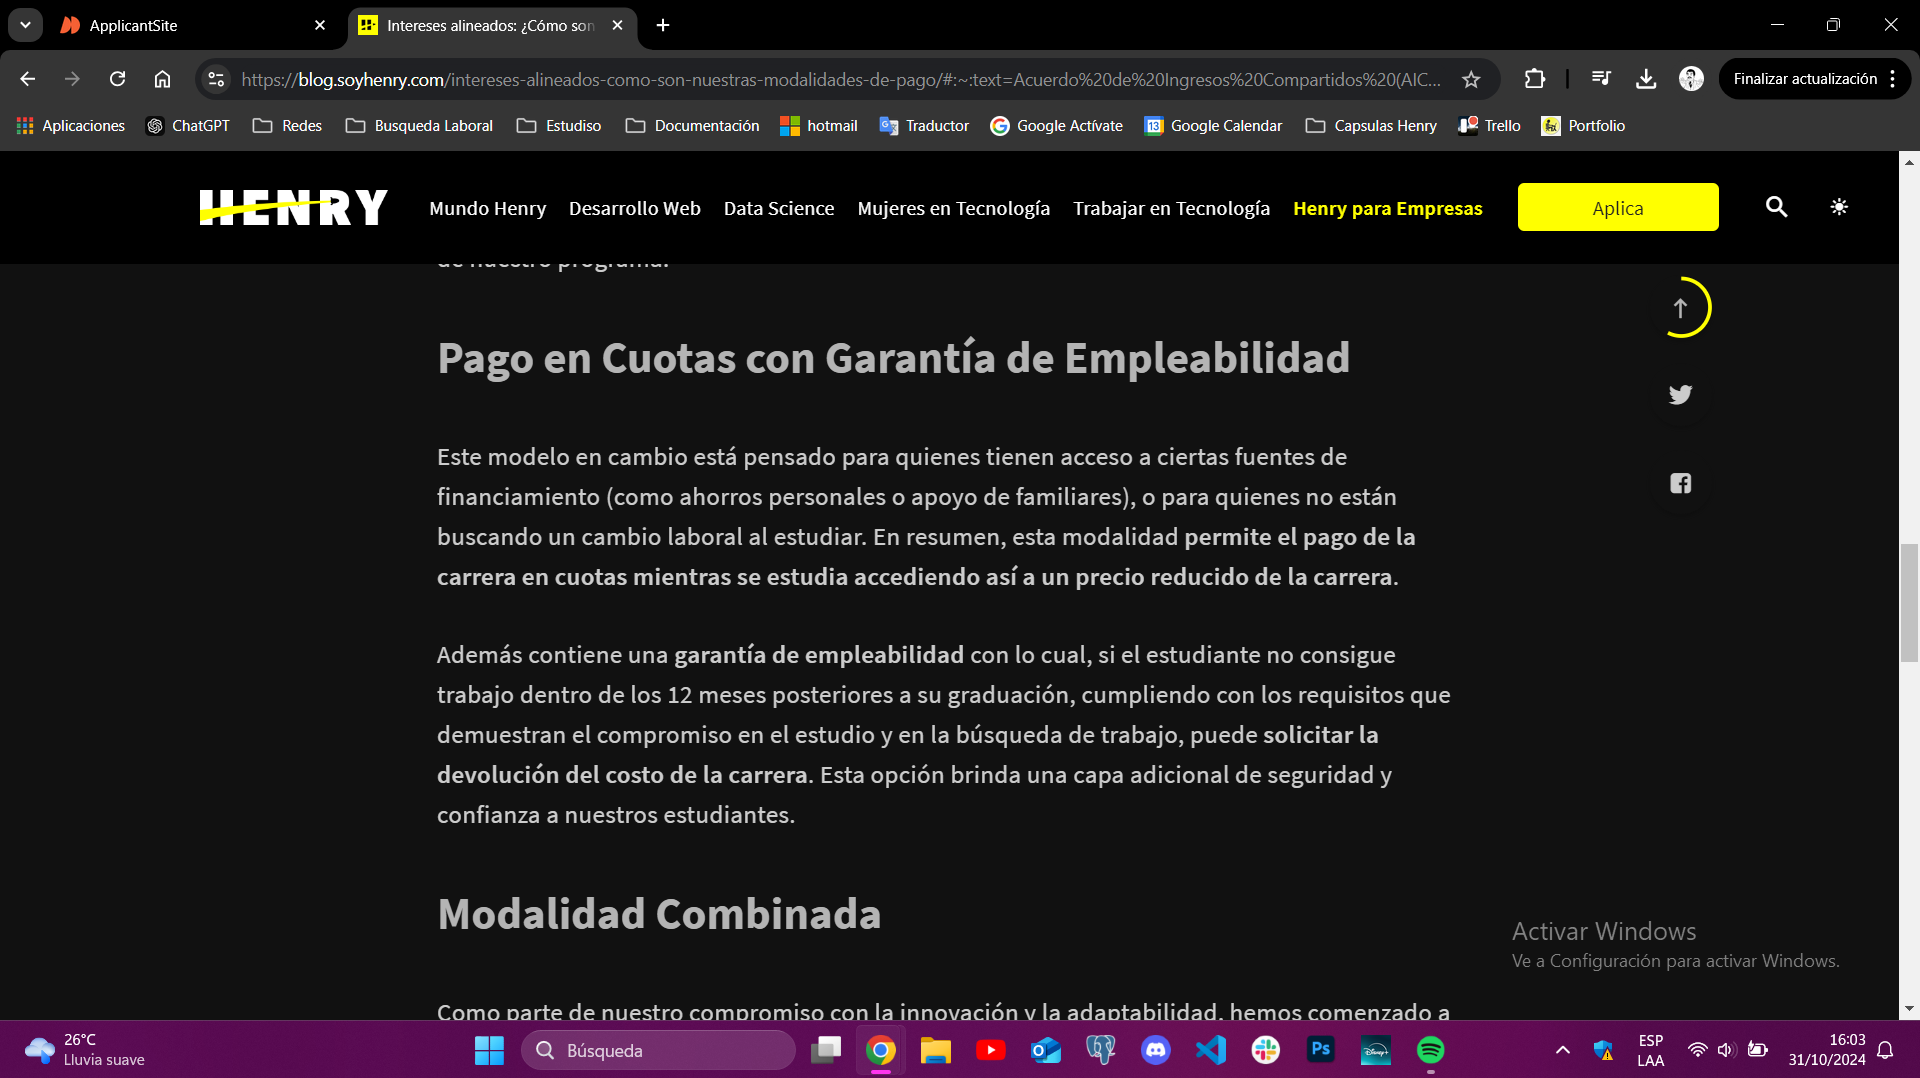 ApplicantSite
Intereses alineados: ¿Cómo son
https://blog.soyhenry.com/intereses-alineados-como-son-nuestras-modalidades-de-pago/#:~:text=Acuerdo%20de%20Ingresos%20Compartidos%20(AIC...
Finalizar actualización
Aplicaciones
ChatGPT
Redes
Busqueda Laboral
Estudiso
Documentación
hotmail
Traductor
Google Actívate
Google Calendar
Capsulas Henry
Trello
Portfolio
HENRY
Mundo Henry
Desarrollo Web
Data Science
Mujeres en Tecnología
Trabajar en Tecnología
Henry para Empresas
Aplica
de nuestro programa.
Pago en Cuotas con Garantía de Empleabilidad
Este modelo en cambio está pensado para quienes tienen acceso a ciertas fuentes de
financiamiento (como ahorros personales o apoyo de familiares), o para quienes no están
buscando un cambio laboral al estudiar. En resumen, esta modalidad permite el pago de la
carrera en cuotas mientras se estudia accediendo así a un precio reducido de la carrera.
Además contiene una garantía de empleabilidad con lo cual, si el estudiante no consigue
trabajo dentro de los 12 meses posteriores a su graduación, cumpliendo con los requisitos que
demuestran el compromiso en el estudio y en la búsqueda de trabajo, puede solicitar la
devolución del costo de la carrera. Esta opción brinda una capa adicional de seguridad y
confianza a nuestros estudiantes.
Modalidad Combinada
Como parte de nuestro compromiso con la innovación y la adaptabilidad, hemos comenzado a
Activar Windows
Ve a Configuración para activar Windows.
26°C
Lluvia suave
Búsqueda
Ps
Disney+
ESP
LAA
16:03
31/10/2024